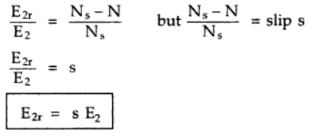 E₂ᵣ/E₂ = (Nₛ − N)/Nₛ but (Nₛ − N)/Nₛ = slip s
E₂ᵣ/E₂ = s
E₂ᵣ = s E₂